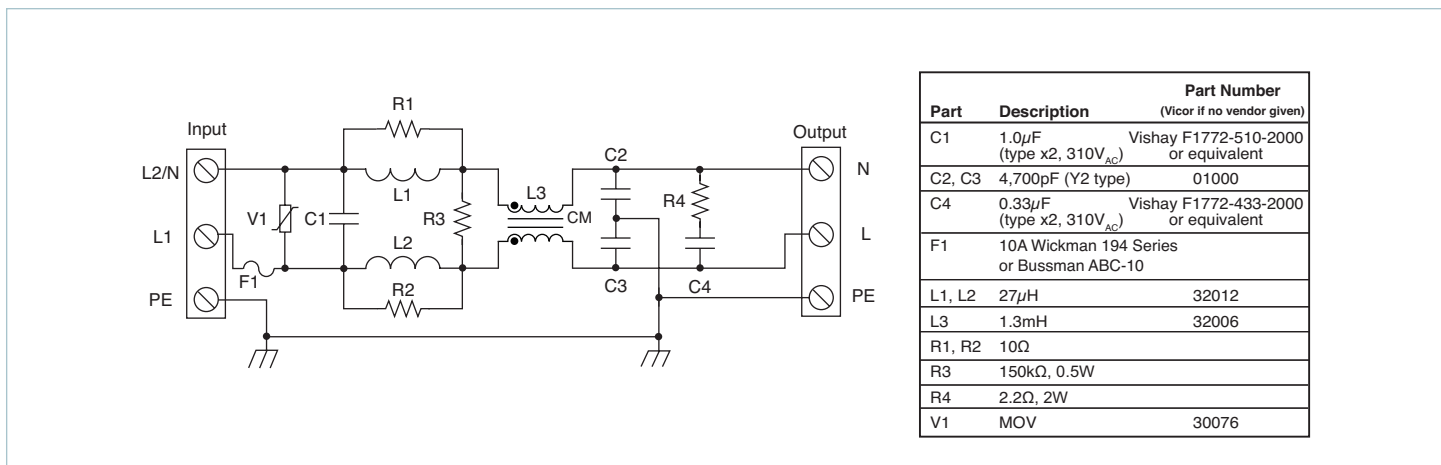 Input
L2/N
L1
PE
V1
F1
C1
R1
L1
L2
R2
R3
L3
CM
C2
C3
R4
C4
Output
N
L
PE
Part Description Part Number
(Vicor if no vendor given)
C1 1.0µF Vishay F1772-510-2000
(type x2, 310VAC) or equivalent
C2, C3 4,700pF (Y2 type) 01000
C4 0.33µF Vishay F1772-433-2000
(type x2, 310VAC) or equivalent
F1 10A Wickman 194 Series
or Bussman ABC-10
L1, L2 27µH 32012
L3 1.3mH 32006
R1, R2 10Ω
R3 150kΩ, 0.5W
R4 2.2Ω, 2W
V1 MOV 30076